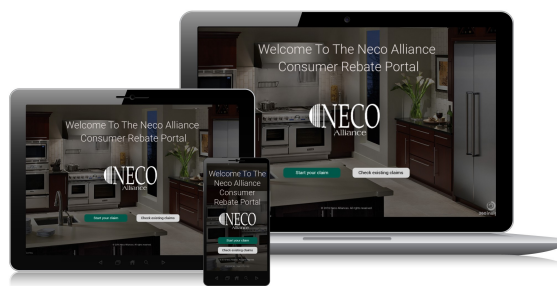 Welcome To The Neco Alliance
Consumer Rebate Portal
NECO
Alliance
Start your claim
Check existing claims
Welcome To The Neco Alliance
Consumer Rebate Portal
NECO
Alliance
Start your claim
Check existing claims
Welcome To The
Neco Alliance
Consumer
Rebate Portal
NECO
Alliance
Start your claim
Check existing claims